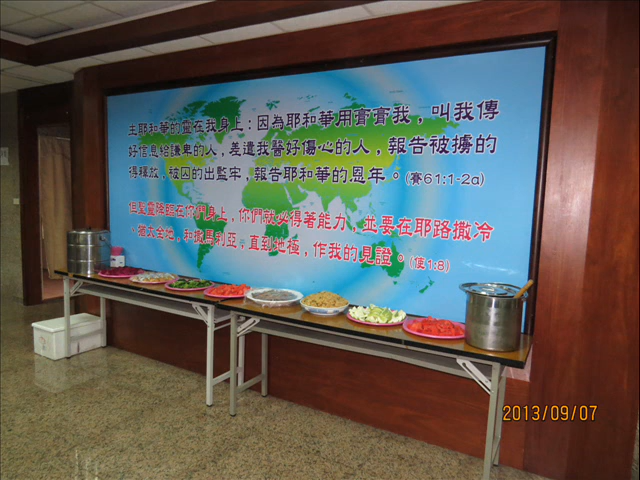 主耶和華的靈在我身上：因為耶和華用膏膏我，叫我傳
好信息給謙卑的人，差遣我醫好傷心的人，報告被擄的
得釋放，被囚的出監牢，報告耶和華的恩年。(賽61:1-2a)
但聖靈降臨在你們身上，你們就必得著能力，並要在耶路撒冷
、猶太全地，和撒馬利亞，直到地極，作我的見證。(使1:8)
2013/09/07